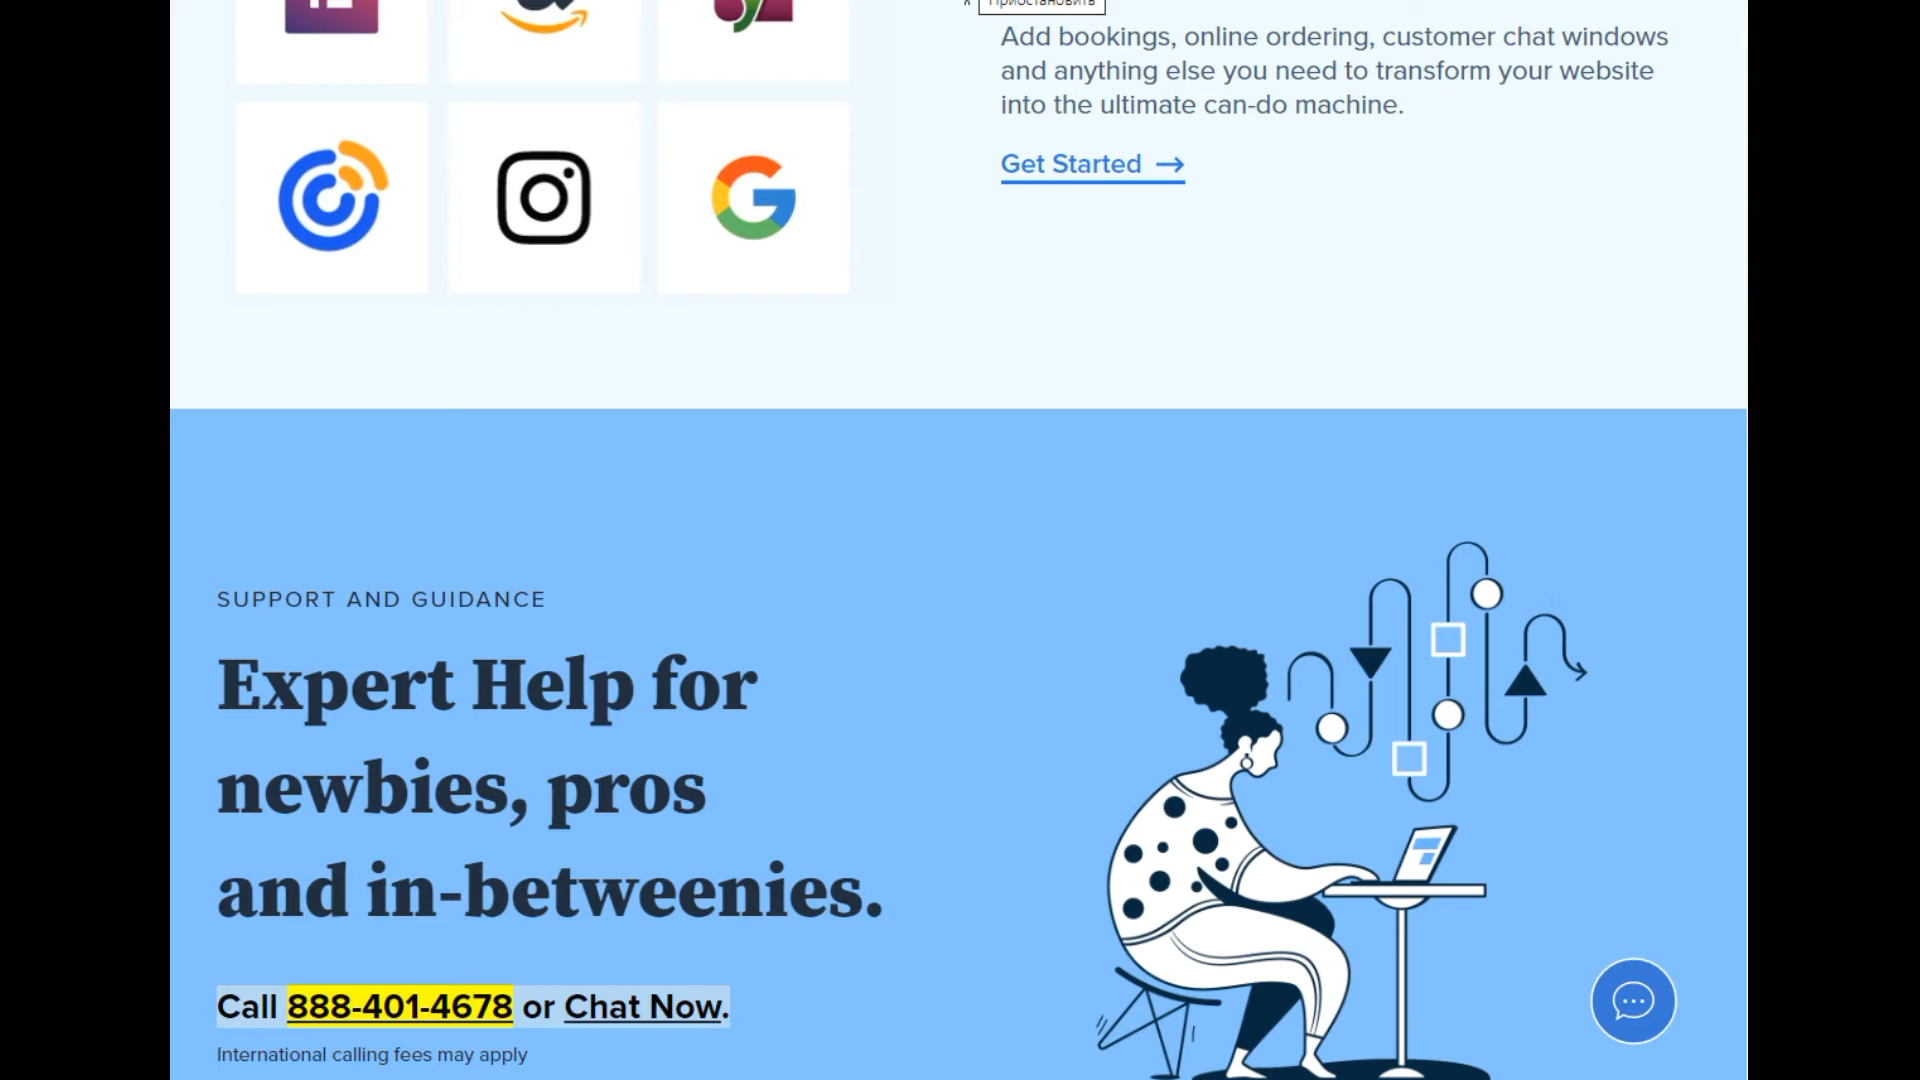 Приостановить
Add bookings, online ordering, customer chat windows
and anything else you need to transform your website
into the ultimate can-do machine.
Get Started →
SUPPORT AND GUIDANCE
Expert Help for
newbies, pros
and in-betweenies.
Call 888-401-4678 or Chat Now.
International calling fees may apply